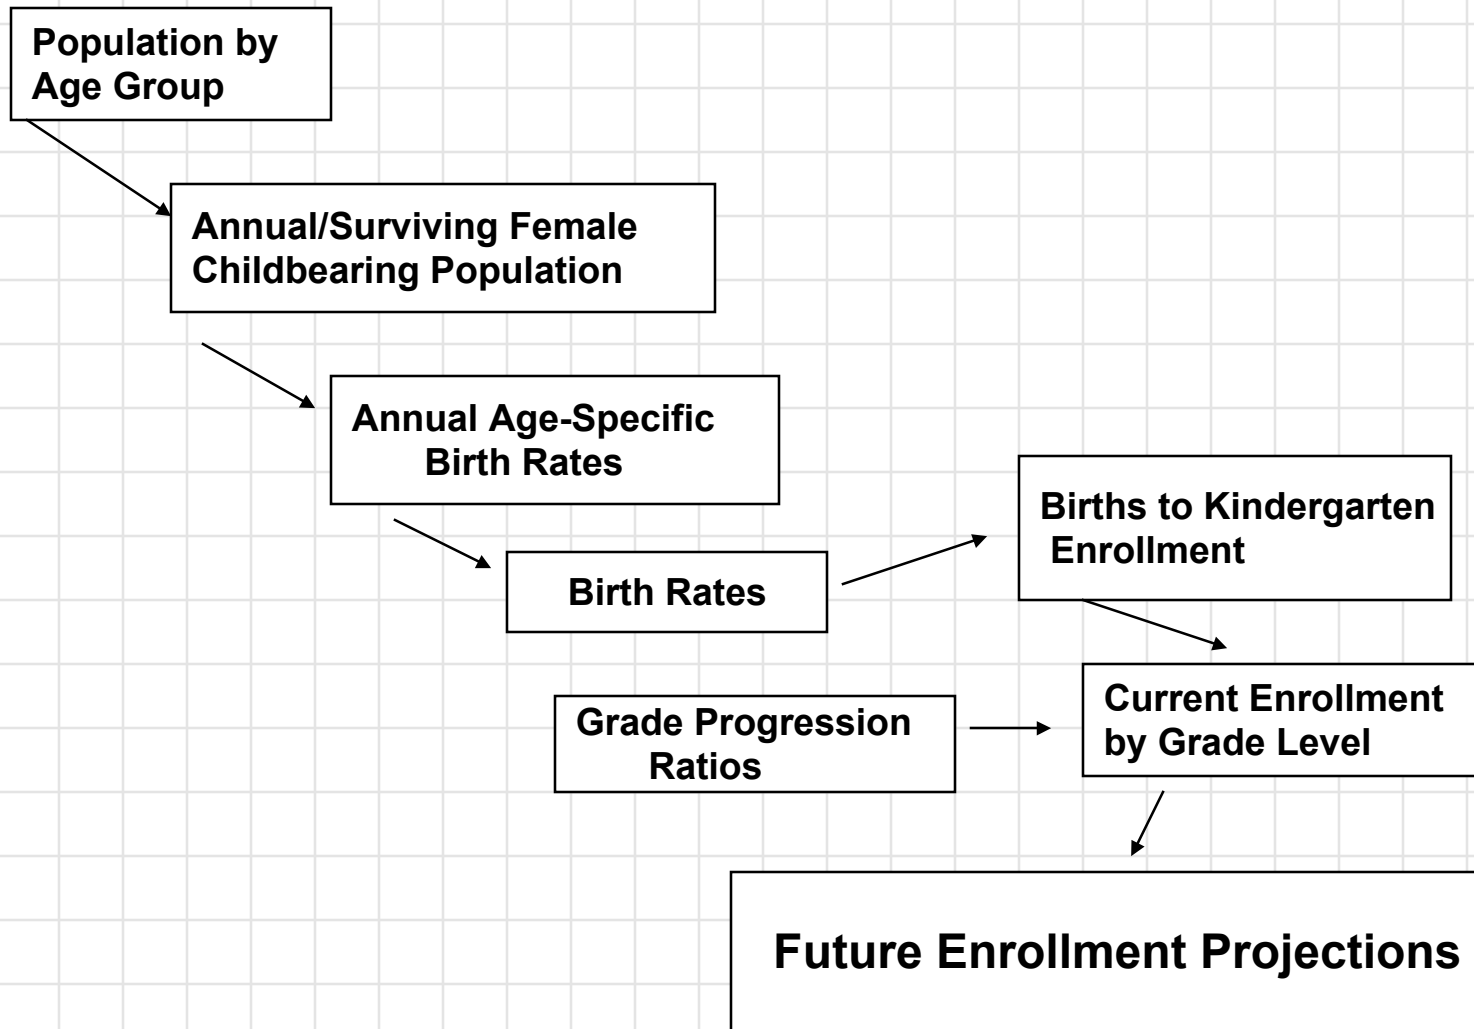 Population by
Age Group
Annual/Surviving Female
Childbearing Population
Annual Age-Specific
Birth Rates
Birth Rates
Births to Kindergarten
Enrollment
Grade Progression
Ratios
Current Enrollment
by Grade Level
Future Enrollment Projections